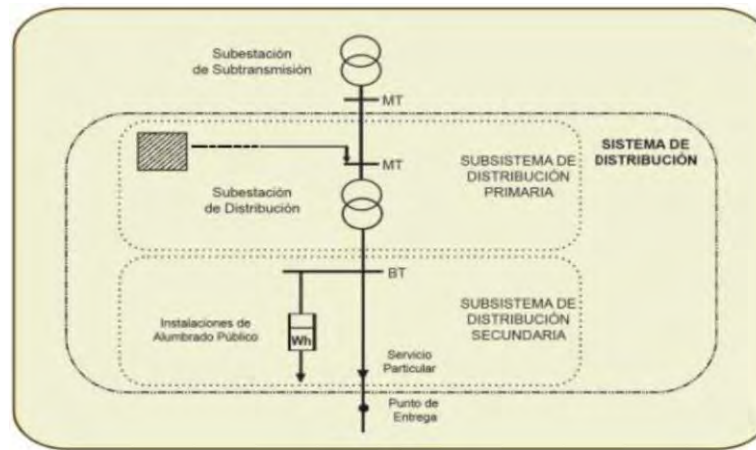 Subestación
de Subtransmisión
MT
SISTEMA DE
DISTRIBUCIÓN
MT
SUBSISTEMA DE
DISTRIBUCIÓN
PRIMARIA
Subestación
de Distribución
BT
Instalaciones de
Alumbrado Público
Wh
SUBSISTEMA DE
DISTRIBUCIÓN
SECUNDARIA
Servicio
Particular
Punto de
Entrega